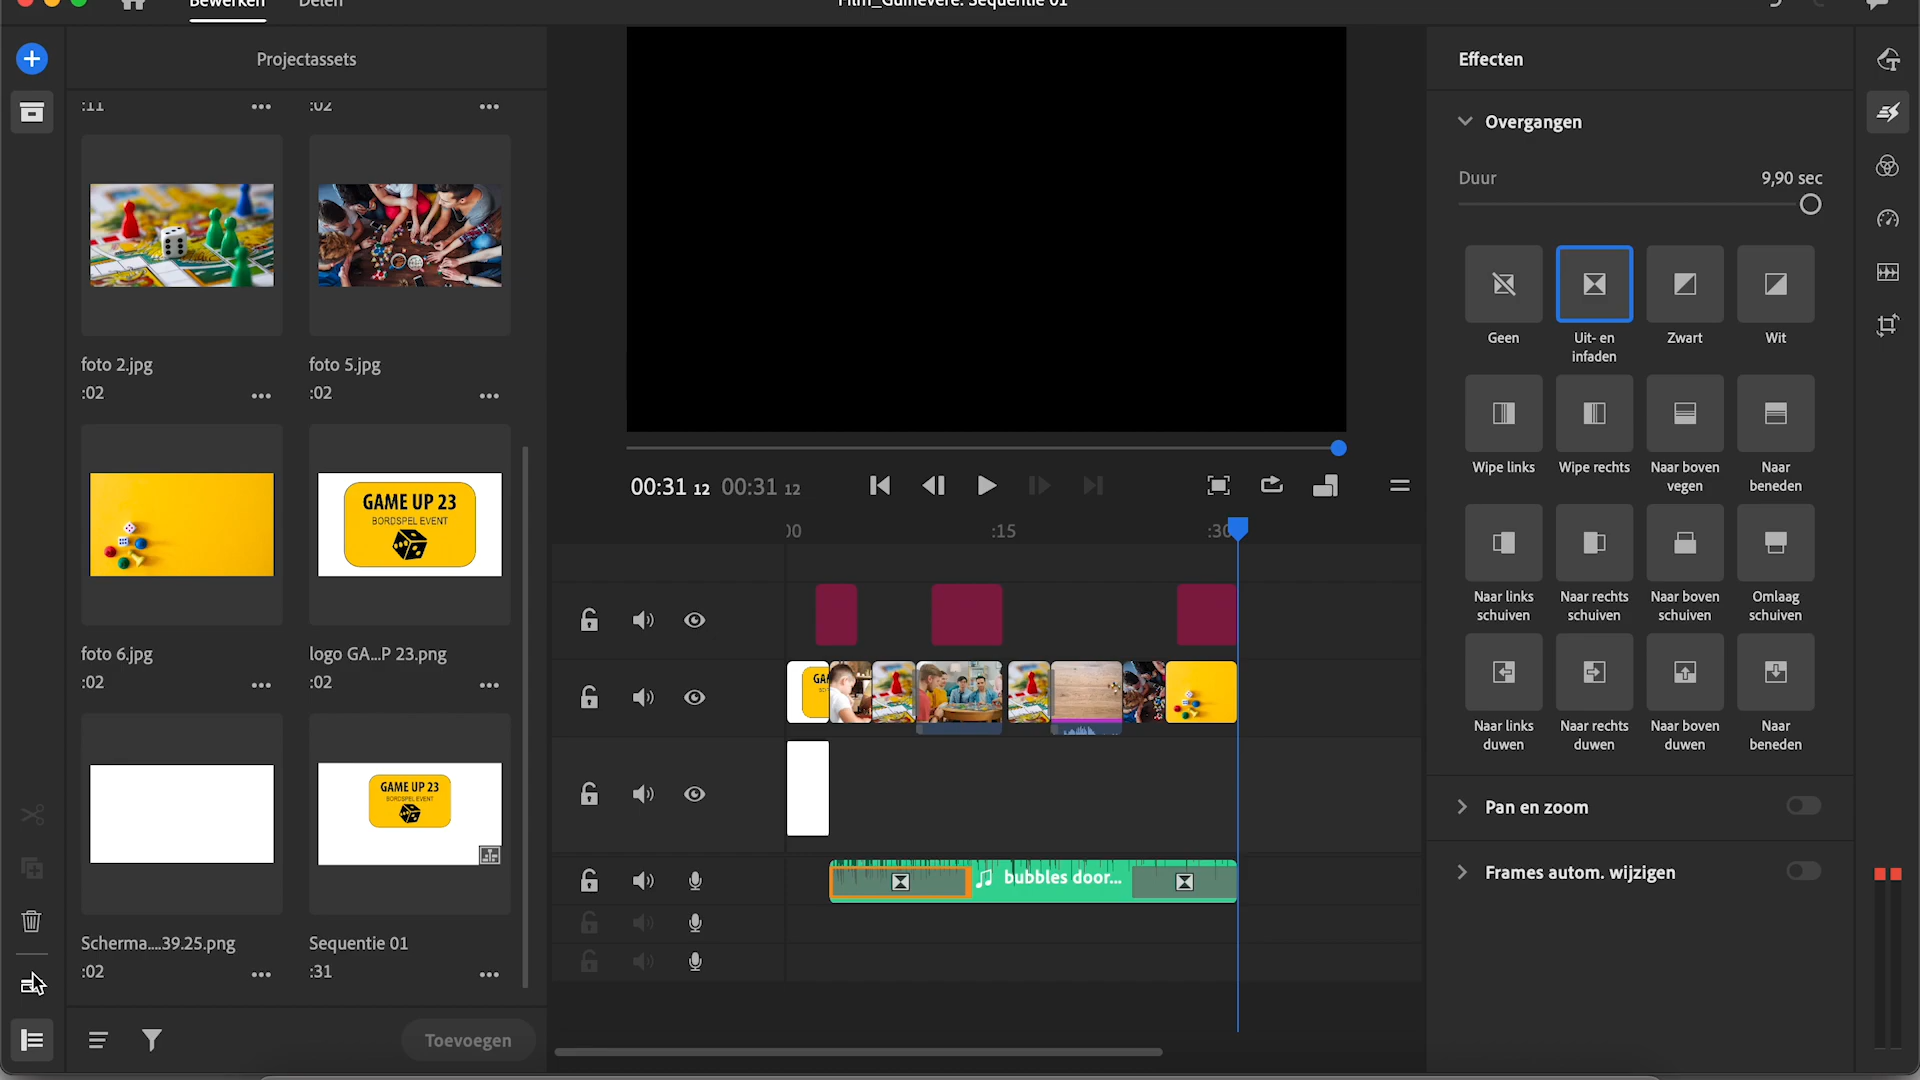 Bewerken
Delen
Film_Guinevere: Sequentie 01
Projectassets
:11
:02
foto 2.jpg
:02
foto 5.jpg
:02
GAME UP 23
BORDSPEL EVENT
foto 6.jpg
:02
logo GA...P 23.png
:02
GAME UP 23
BORDSPEL EVENT
Scherma....39.25.png
:02
Sequentie 01
:31
Toevoegen
00:31 12
00:31 12
:15
:30
GA
bubbles door...
Effecten
Overgangen
Duur
9,90 sec
Geen
Uit- en
infaden
Zwart
Wit
Wipe links
Wipe rechts
Naar boven
vegen
Naar
beneden
Naar links
schuiven
Naar rechts
schuiven
Naar boven
schuiven
Omlaag
schuiven
Naar links
duwen
Naar rechts
duwen
Naar boven
duwen
Naar
beneden
Pan en zoom
Frames autom. wijzigen